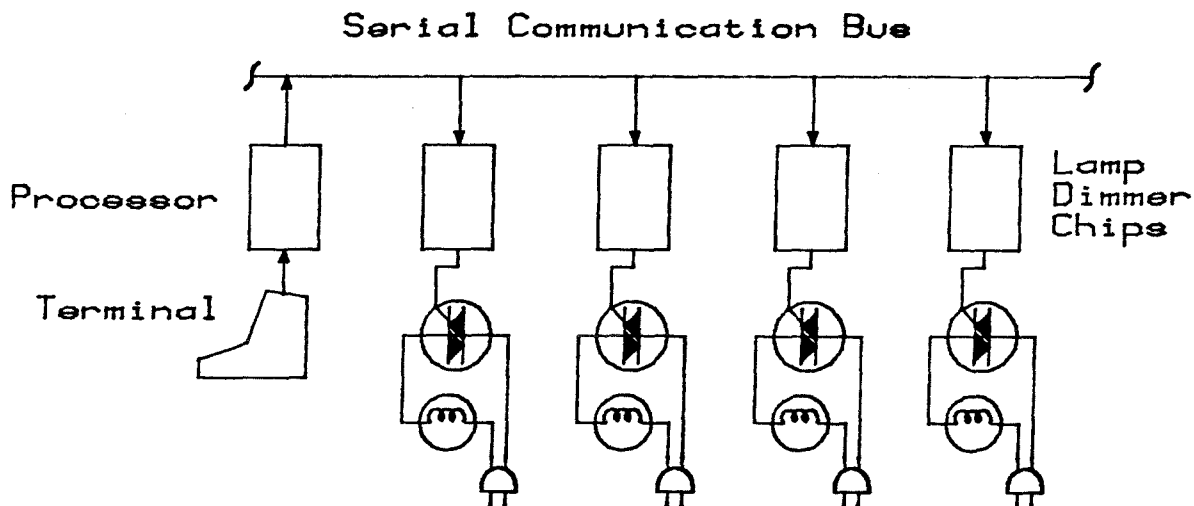 Serial Communication Bus
Processor
Lamp
Dimmer
Chips
Terminal